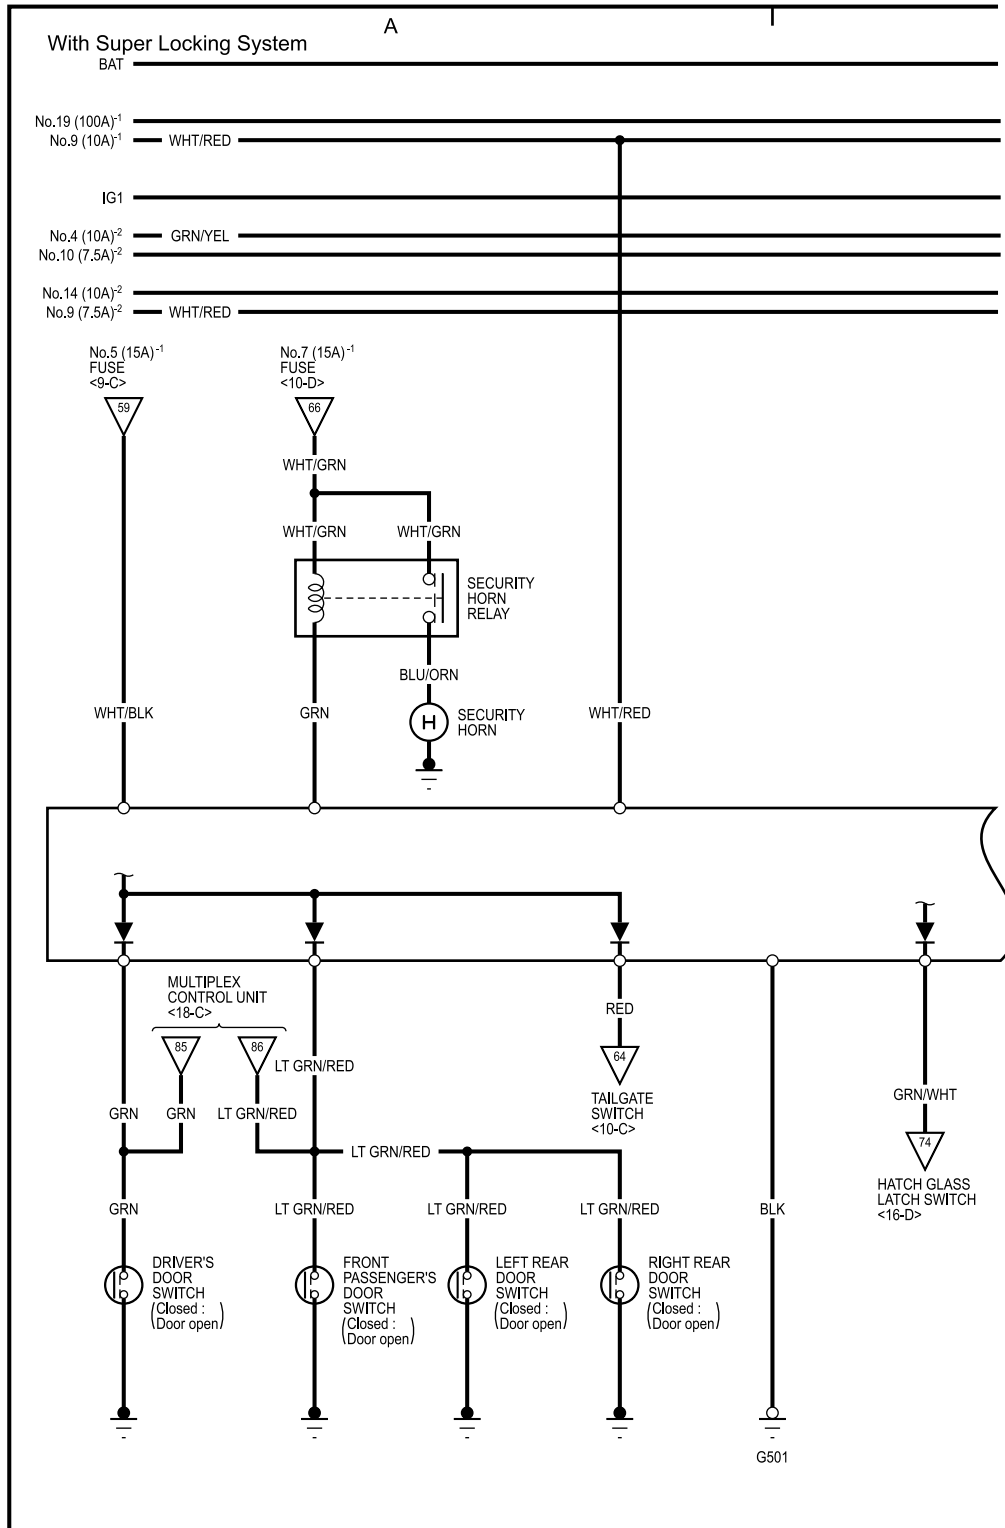 A
With Super Locking System
BAT
No.19 (100A)-1
No.9 (10A)-1 WHT/RED
IG1
No.4 (10A)-2 GRN/YEL
No.10 (7.5A)-2
No.14 (10A)-2
No.9 (7.5A)-2 WHT/RED
No.5 (15A)-1
FUSE
<9-C>
59
No.7 (15A)-1
FUSE
<10-D>
66
WHT/GRN
WHT/GRN
WHT/GRN
SECURITY
HORN
RELAY
BLU/ORN
WHT/BLK
GRN
H
SECURITY
HORN
WHT/RED
MULTIPLEX
CONTROL UNIT
<18-C>
85
86
LT GRN/RED
RED
64
TAILGATE
SWITCH
<10-C>
GRN/WHT
74
HATCH GLASS
LATCH SWITCH
<16-D>
GRN
GRN
LT GRN/RED
LT GRN/RED
GRN
LT GRN/RED
LT GRN/RED
LT GRN/RED
BLK
DRIVER'S
DOOR
SWITCH
(Closed :
Door open)
FRONT
PASSENGER'S
DOOR
SWITCH
(Closed :
Door open)
LEFT REAR
DOOR
SWITCH
(Closed :
Door open)
RIGHT REAR
DOOR
SWITCH
(Closed :
Door open)
G501